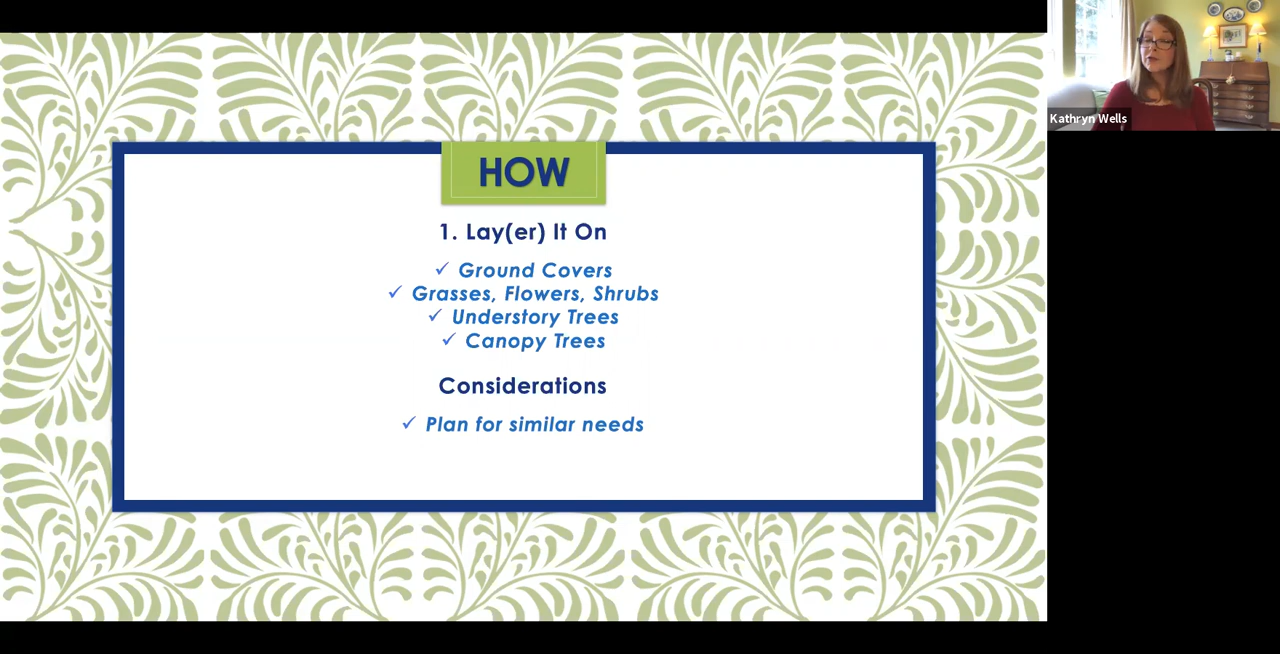 HOW
1. Lay(er) It On
✓ Ground Covers
✓ Grasses, Flowers, Shrubs
✓ Understory Trees
✓ Canopy Trees
Considerations
✓ Plan for similar needs
Kathryn Wells